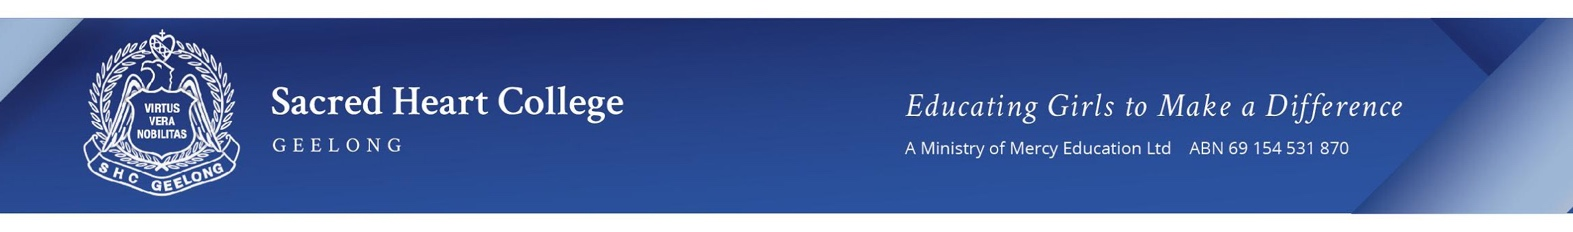 VIRTUS
VERA
NOBILITAS
SHC GEELONG
Sacred Heart College
GEELONG
Educating Girls to Make a Difference
A Ministry of Mercy Education Ltd ABN 69 154 531 870